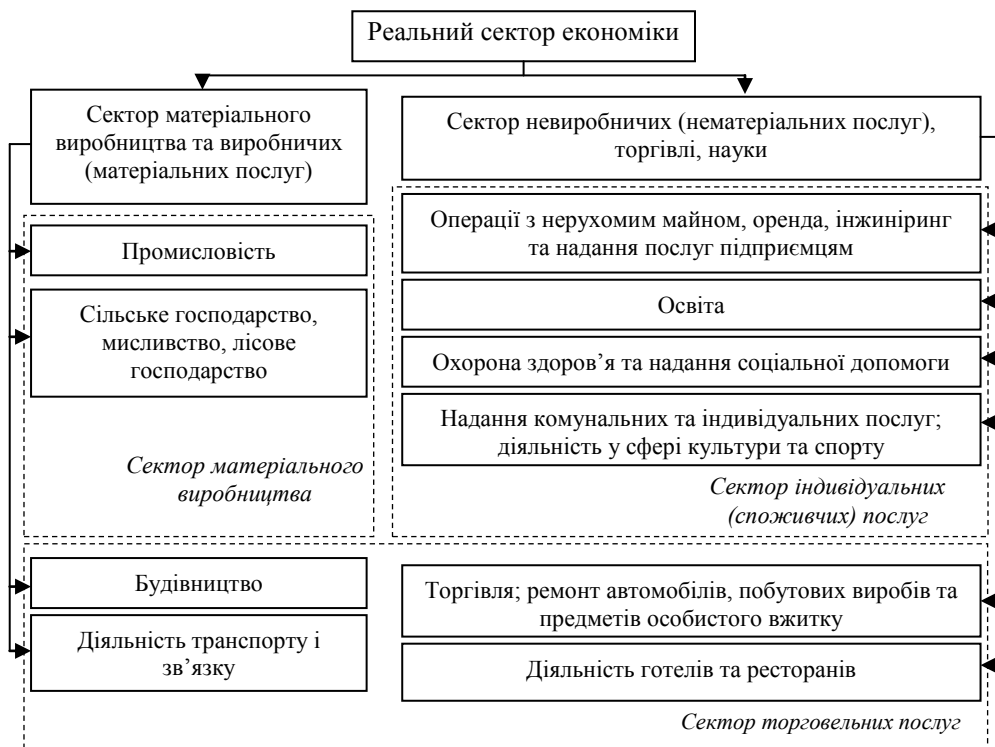 Реальний сектор економіки
Сектор матеріального
виробництва та виробничих
(матеріальних послуг)
Сектор невиробничих (нематеріальних послуг),
торгівлі, науки
Промисловість
Сільське господарство,
мисливство, лісове
господарство
Сектор матеріального
виробництва
Операції з нерухомим майном, оренда, інжиніринг
та надання послуг підприємцям
Освіта
Охорона здоров’я та надання соціальної допомоги
Надання комунальних та індивідуальних послуг;
діяльність у сфері культури та спорту
Сектор індивідуальних
(споживчих) послуг
Будівництво
Діяльність транспорту і
зв’язку
Торгівля; ремонт автомобілів, побутових виробів та
предметів особистого вжитку
Діяльність готелів та ресторанів
Сектор торговельних послуг